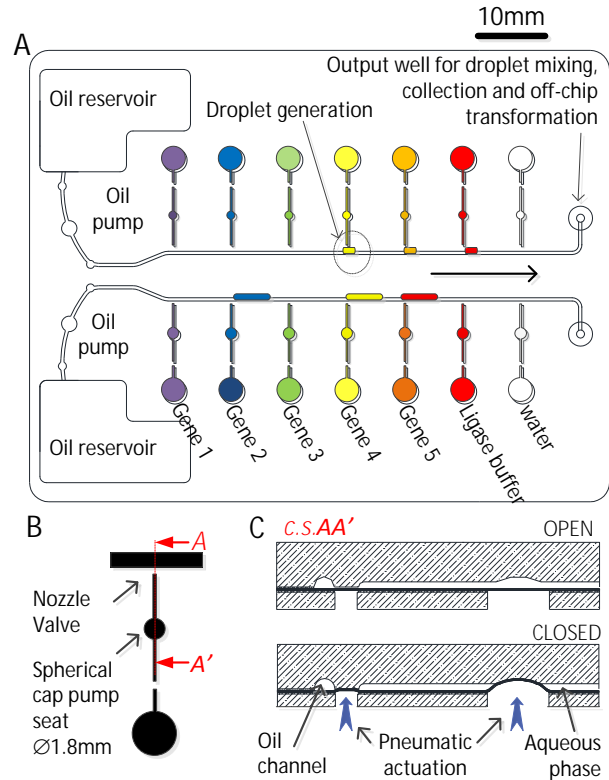 A
10mm
Oil reservoir
Droplet generation
Output well for droplet mixing,
collection and off-chip
transformation
Oil
pump
Oil
pump
Oil reservoir
Gene 1
Gene 2
Gene 3
Gene 4
Gene 5
Ligase buffer
water
B
A
Nozzle
Valve
A'
Spherical
cap pump
seat
Ø1.8mm
C
C.S.AA’
OPEN
CLOSED
Oil
channel
Pneumatic
actuation
Aqueous
phase